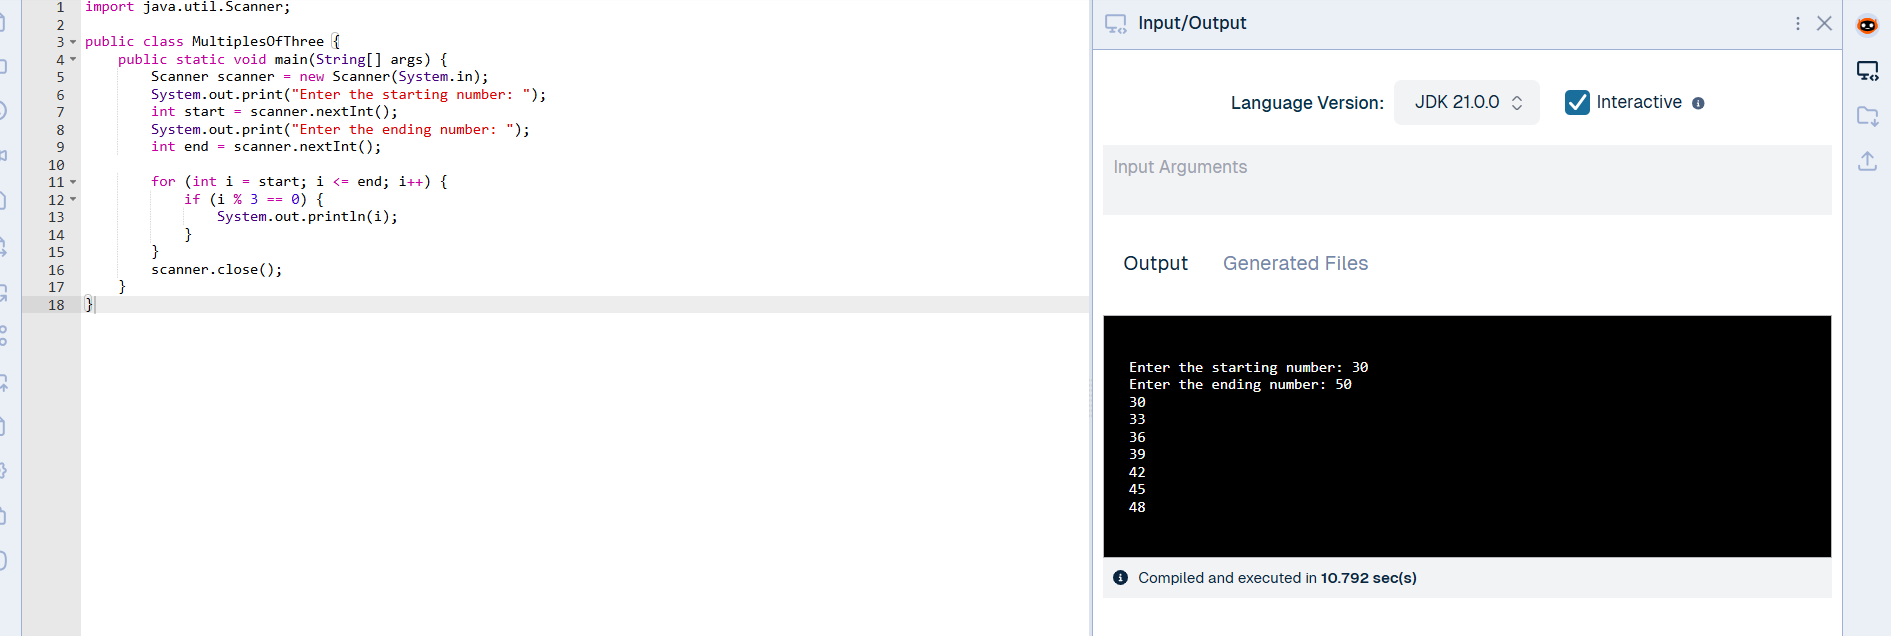 1 import java.util.Scanner;
2
3 public class MultiplesOfThree {
4     public static void main(String[] args) {
5         Scanner scanner = new Scanner(System.in);
6         System.out.print("Enter the starting number: ");
7         int start = scanner.nextInt();
8         System.out.print("Enter the ending number: ");
9         int end = scanner.nextInt();
10
11         for (int i = start; i <= end; i++) {
12             if (i % 3 == 0) {
13                 System.out.println(i);
14             }
15         }
16         scanner.close();
17     }
18 }
Input/Output
Language Version: JDK 21.0.0 Interactive
Input Arguments
Output Generated Files
Enter the starting number: 30
Enter the ending number: 50
30
33
36
39
42
45
48
Compiled and executed in 10.792 sec(s)